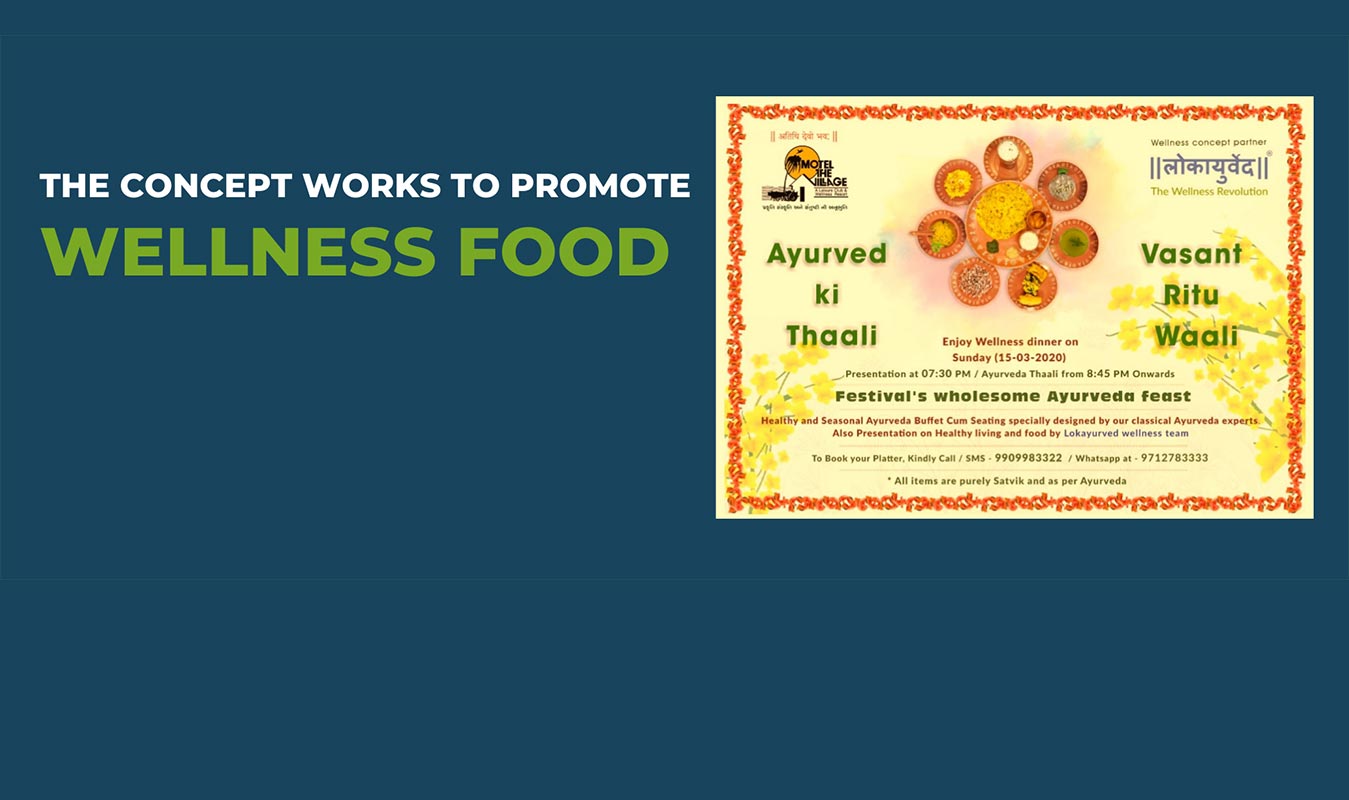 THE CONCEPT WORKS TO PROMOTE
WELLNESS FOOD
|| अतिथि देवो भव: ||
MOTEL
THE
VILLAGE
Wellness concept partner
||लोकायुर्वेद||®
The Wellness Revolution
Ayurved
ki
Thaali
Vasant
Ritu
Waali
Enjoy Wellness dinner on
Sunday (15-03-2020)
Presentation at 07:30 PM / Ayurveda Thaali from 8:45 PM Onwards
Festival's wholesome Ayurveda feast
Healthy and Seasonal Ayurveda Buffet Cum Seating specially designed by our classical Ayurveda experts.
Also Presentation on Healthy living and food by Lokayurved wellness team
To Book your Platter, Kindly Call / SMS - 9909983322 / Whatsapp at - 9712783333
* All items are purely Satvik and as per Ayurveda